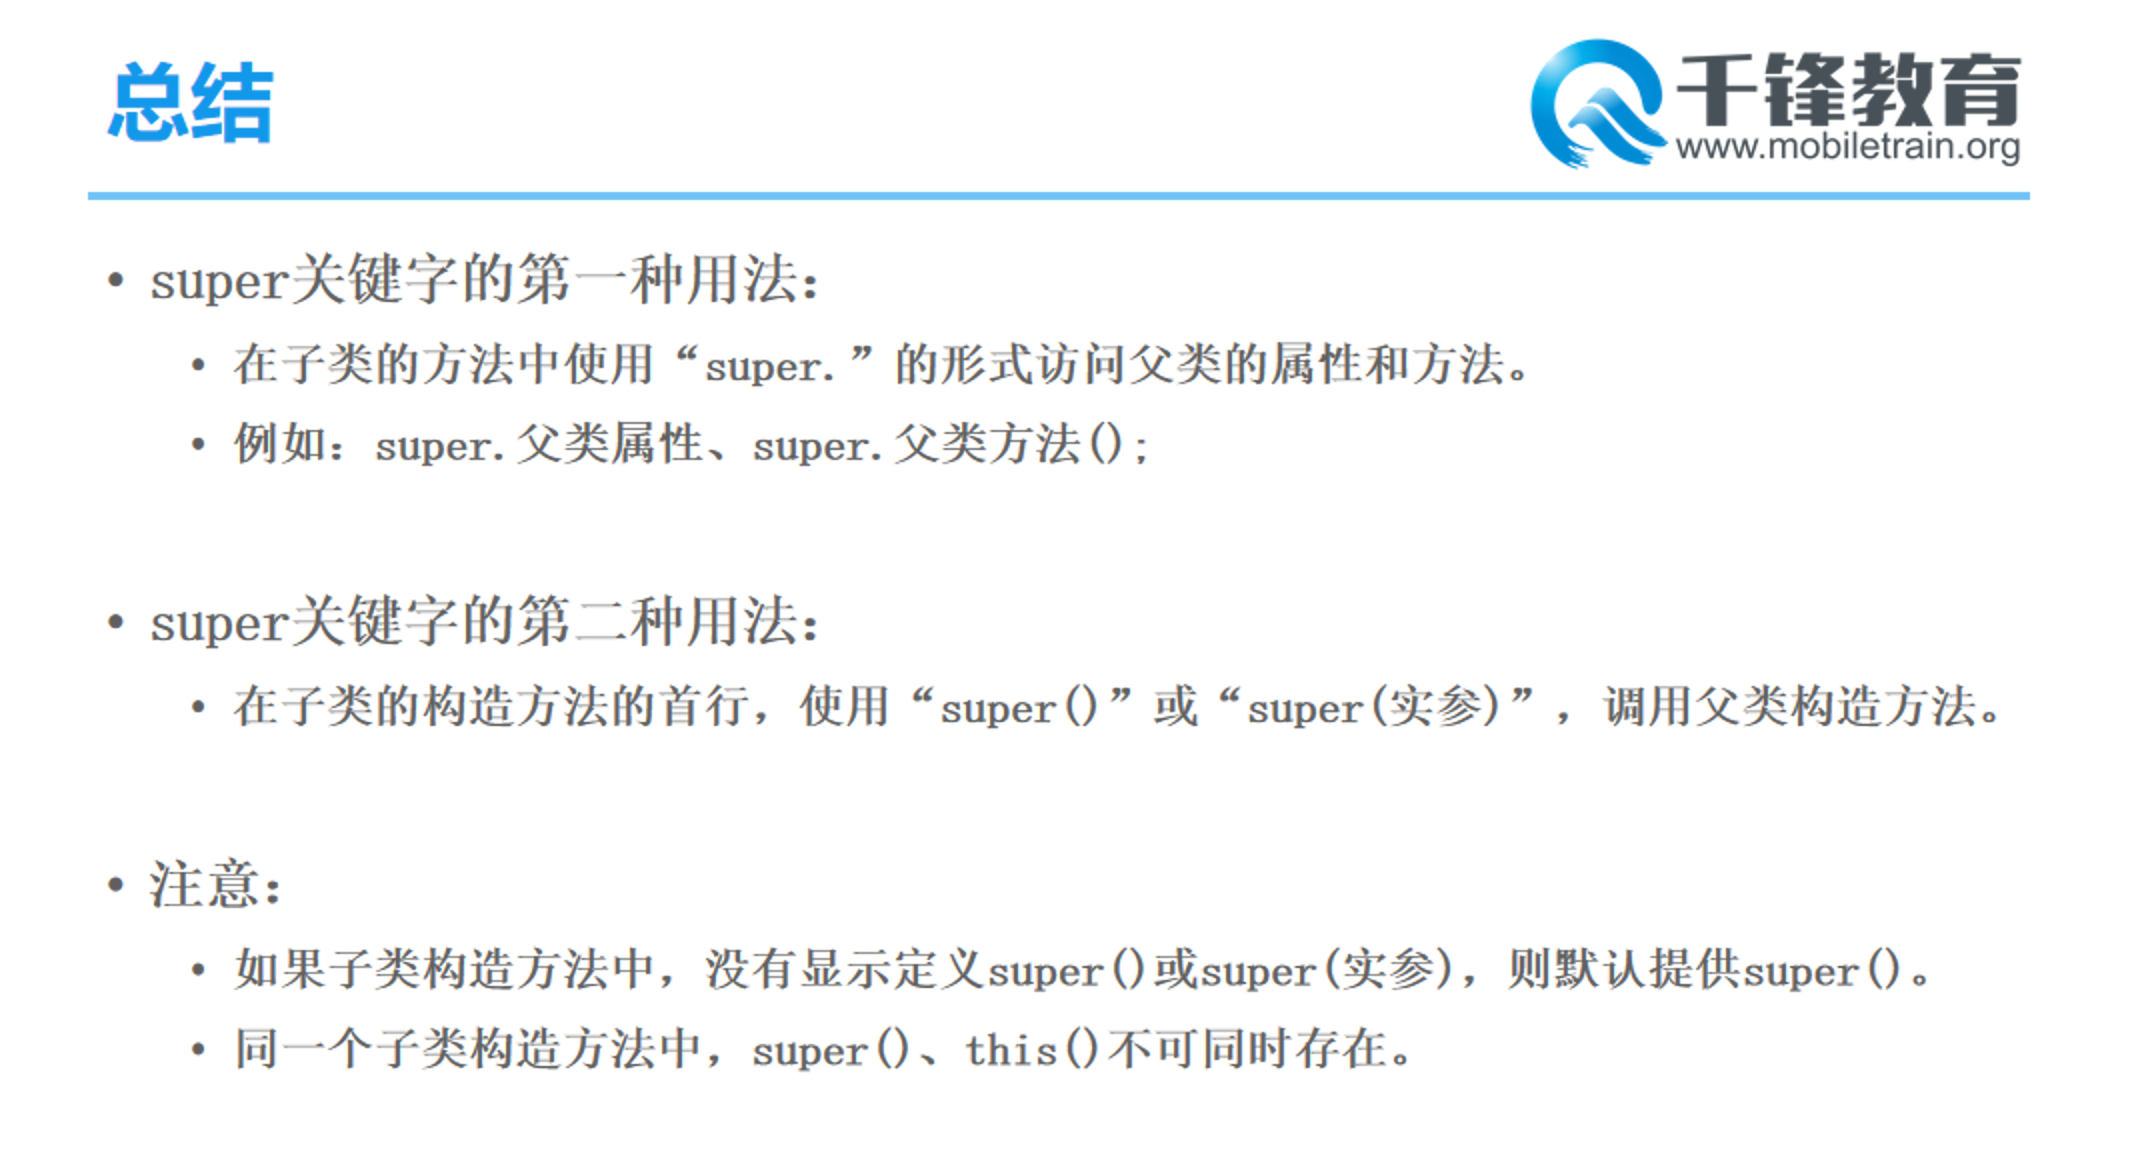 总结
千锋教育
www.mobiletrain.org
• super关键字的第一种用法：
• 在子类的方法中使用“super.”的形式访问父类的属性和方法。
• 例如：super.父类属性、super.父类方法();
• super关键字的第二种用法：
• 在子类的构造方法的首行，使用“super()”或“super(实参)”，调用父类构造方法。
• 注意：
• 如果子类构造方法中，没有显示定义super()或super(实参)，则默认提供super()。
• 同一个子类构造方法中，super()、this()不可同时存在。